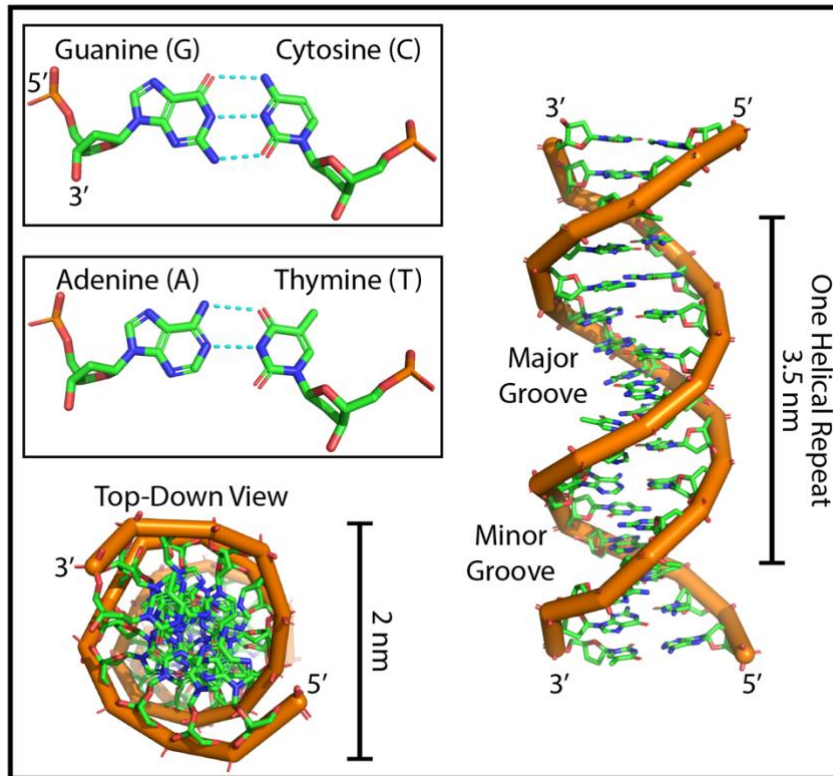 Guanine (G)
Cytosine (C)
5’
3’
Adenine (A)
Thymine (T)
Top-Down View
3’
5’
2 nm
3’
5’
Major
Groove
Minor
Groove
One Helical Repeat
3.5 nm
3’
5’